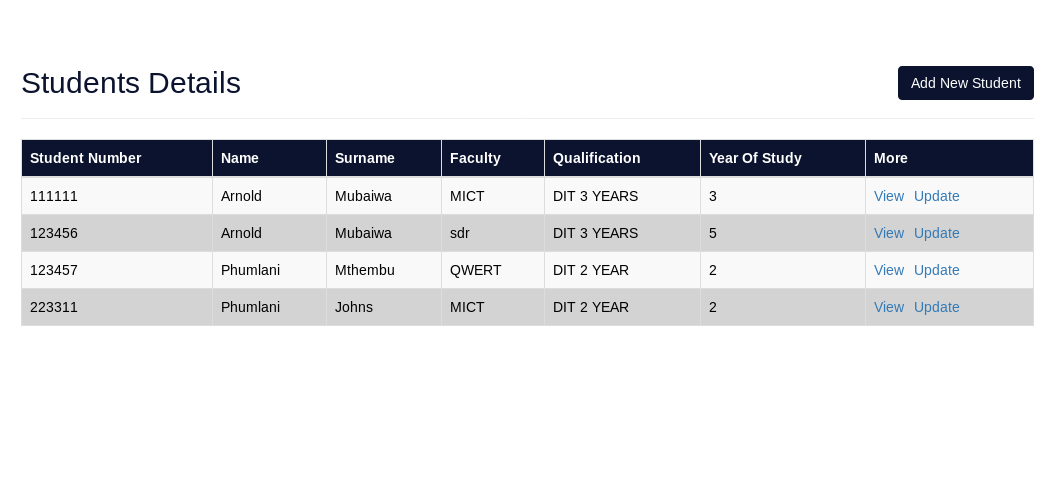 Students Details
Add New Student
Student Number Name Surname Faculty Qualification Year Of Study More
111111 Arnold Mubaiwa MICT DIT 3 YEARS 3 View Update
123456 Arnold Mubaiwa sdr DIT 3 YEARS 5 View Update
123457 Phumlani Mthembu QWERT DIT 2 YEAR 2 View Update
223311 Phumlani Johns MICT DIT 2 YEAR 2 View Update